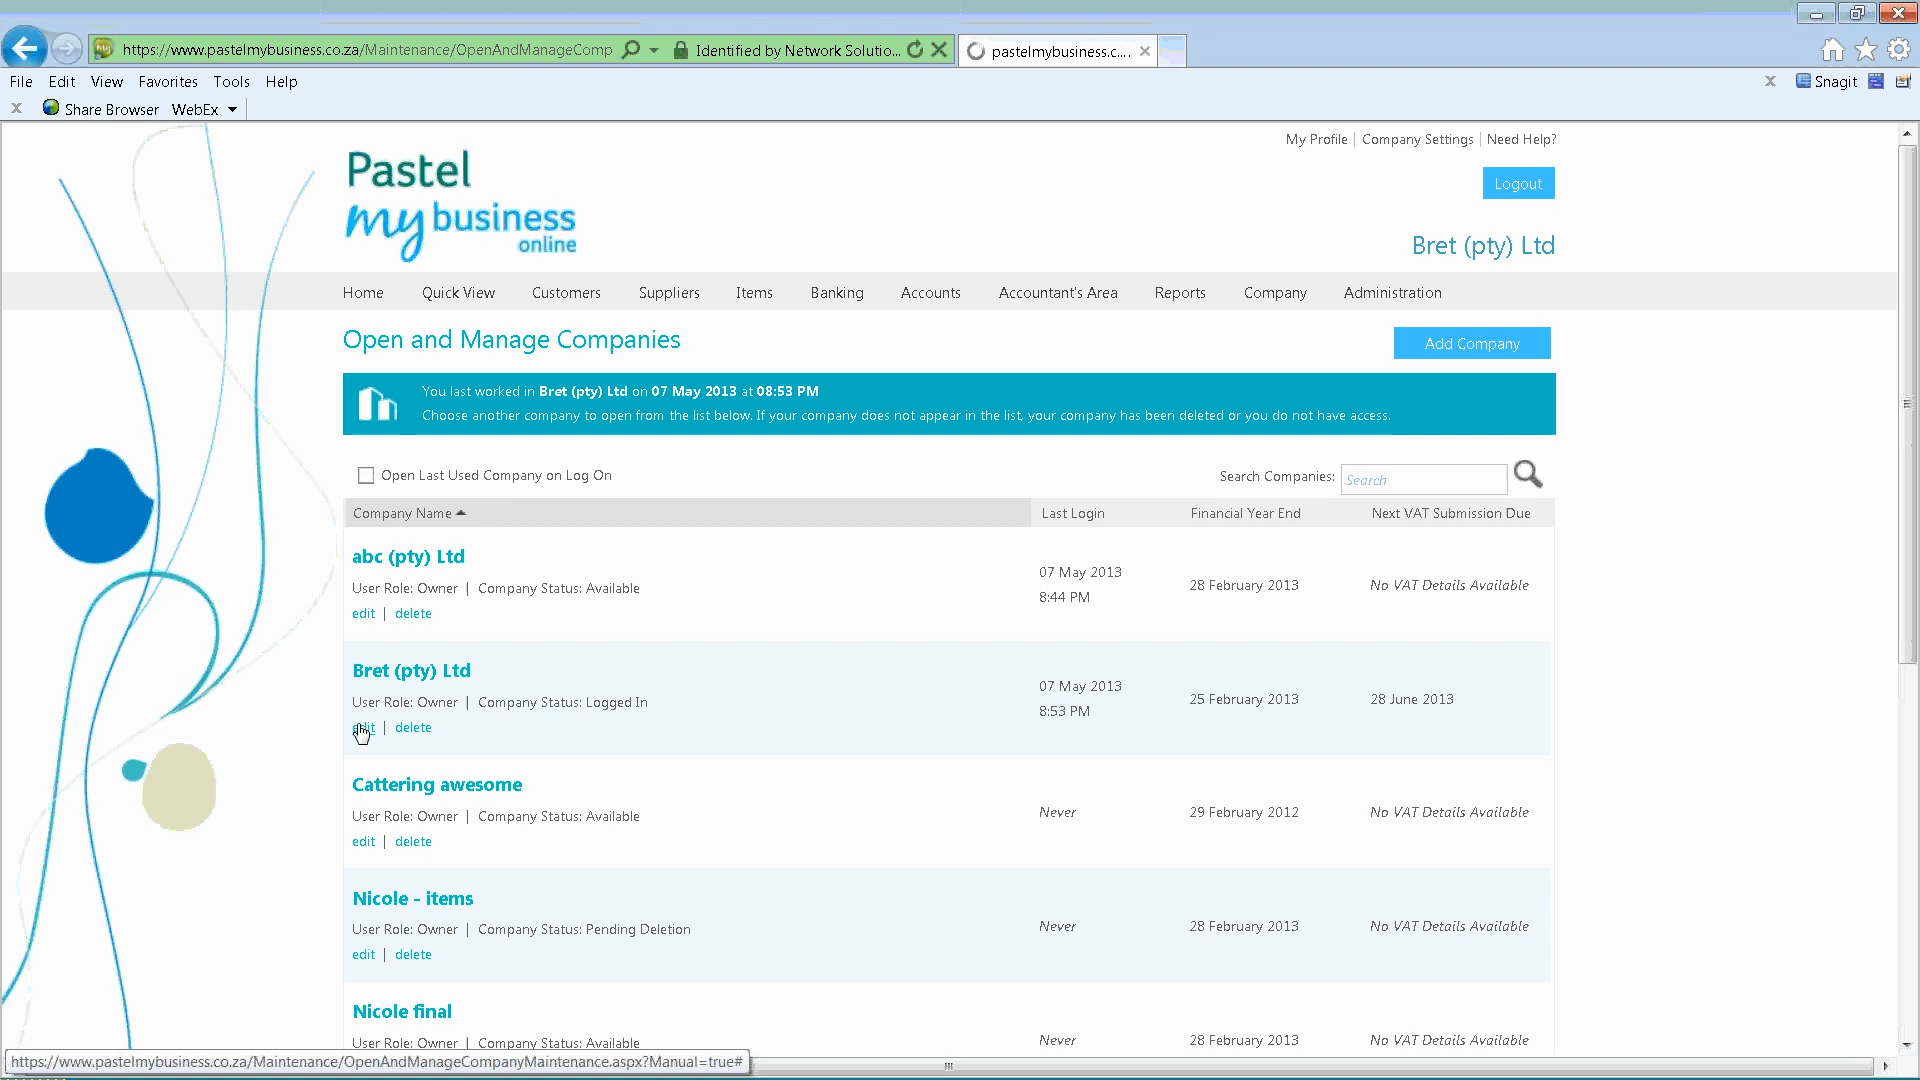 https://www.pastelmybusiness.co.za/Maintenance/OpenAndManageComp
Identified by Network Solutio...
pastelmybusiness.c....
File Edit View Favorites Tools Help
Snagit
Share Browser WebEx
My Profile | Company Settings | Need Help?
Pastel
my business
online
Logout
Bret (pty) Ltd
Home Quick View Customers Suppliers Items Banking Accounts Accountant's Area Reports Company Administration
Open and Manage Companies
Add Company
You last worked in Bret (pty) Ltd on 07 May 2013 at 08:53 PM
Choose another company to open from the list below. If your company does not appear in the list, your company has been deleted or you do not have access.
Open Last Used Company on Log On
Search Companies: Search
Company Name Last Login Financial Year End Next VAT Submission Due
abc (pty) Ltd
User Role: Owner | Company Status: Available
edit | delete
07 May 2013
8:44 PM
28 February 2013
No VAT Details Available
Bret (pty) Ltd
User Role: Owner | Company Status: Logged In
edit | delete
07 May 2013
8:53 PM
25 February 2013
28 June 2013
Cattering awesome
User Role: Owner | Company Status: Available
edit | delete
Never
29 February 2012
No VAT Details Available
Nicole - items
User Role: Owner | Company Status: Pending Deletion
edit | delete
Never
28 February 2013
No VAT Details Available
Nicole final
User Role: Owner | Company Status: Available
Never
28 February 2013
No VAT Details Available
https://www.pastelmybusiness.co.za/Maintenance/OpenAndManageCompanyMaintenance.aspx?Manual=true#